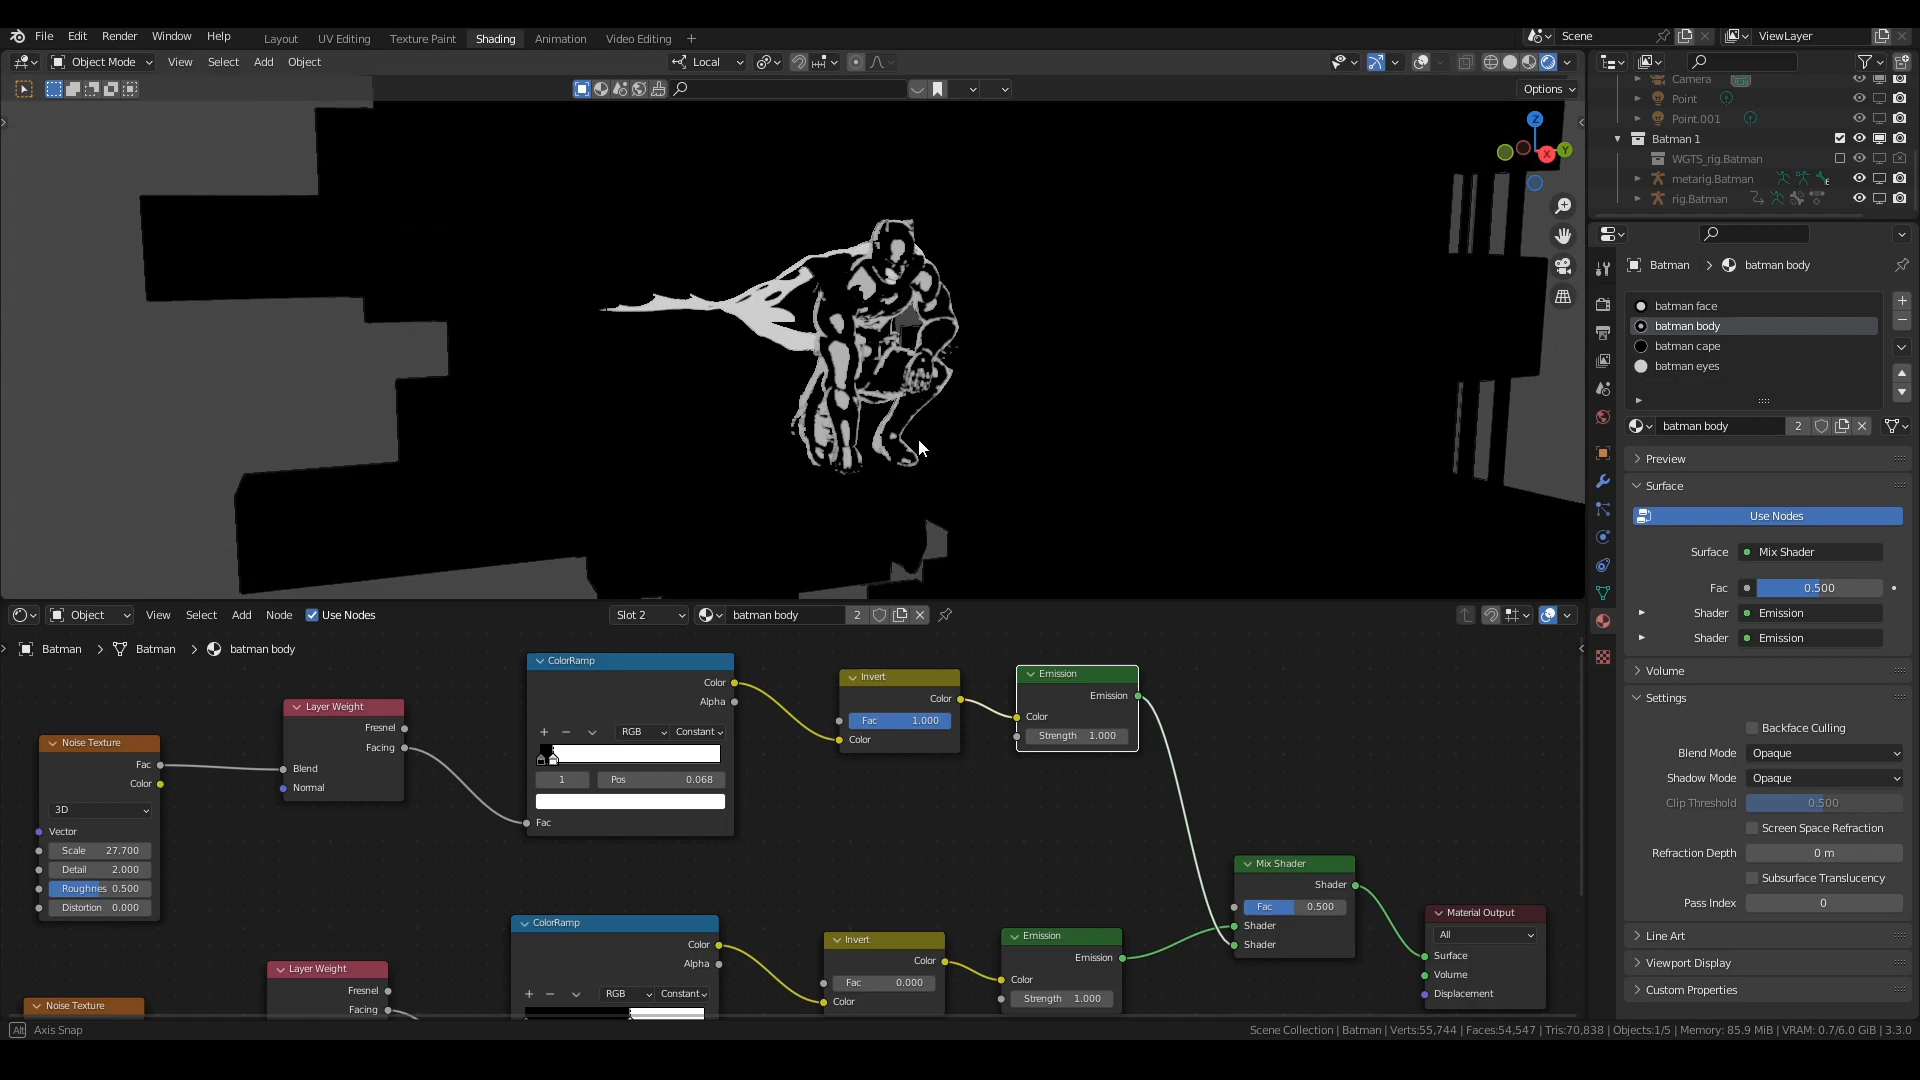 File Edit Render Window Help Layout UV Editing Texture Paint Shading Animation Video Editing + Scene ViewLayer
Object Mode View Select Add Object Local
Options
Z
X
Y
Camera
Point
Point.001
Batman 1
WGTS_rig.Batman
metarig.Batman
rig.Batman
Batman > batman body
batman face
batman body
batman cape
batman eyes
batman body 2
Preview
Surface
Use Nodes
Surface Mix Shader
Fac 0.500
Shader Emission
Shader Emission
Volume
Settings
Backface Culling
Blend Mode Opaque
Shadow Mode Opaque
Clip Threshold 0.500
Screen Space Refraction
Refraction Depth 0 m
Subsurface Translucency
Pass Index 0
Line Art
Viewport Display
Custom Properties
Object View Select Add Node Use Nodes Slot 2 batman body 2
Batman > Batman > batman body
Noise Texture
Fac
Color
3D
Vector
Scale 27.700
Detail 2.000
Roughness 0.500
Distortion 0.000
Layer Weight
Fresnel
Facing
Blend
Normal
ColorRamp
Color
Alpha
RGB Constant
1 Pos 0.068
Fac
Invert
Color
Fac 1.000
Color
Emission
Emission
Color
Strength 1.000
Noise Texture
Layer Weight
Fresnel
Facing
ColorRamp
Color
Alpha
RGB Constant
Invert
Color
Fac 0.000
Color
Emission
Emission
Color
Strength 1.000
Mix Shader
Shader
Fac 0.500
Shader
Shader
Material Output
All
Surface
Volume
Displacement
Alt Axis Snap
Scene Collection | Batman | Verts:55,744 | Faces:54,547 | Tris:70,838 | Objects:1/5 | Memory: 85.9 MiB | VRAM: 0.7/6.0 GiB | 3.3.0